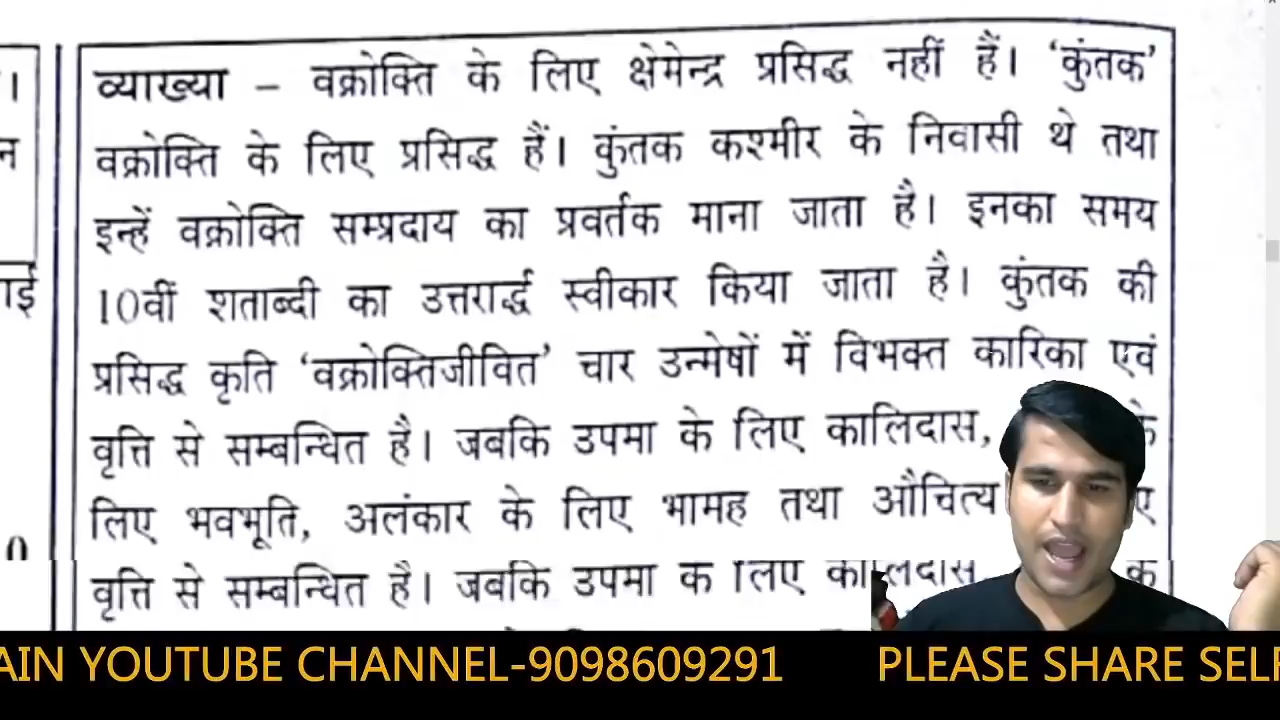 व्याख्या – वक्रोक्ति के लिए क्षेमेन्द्र प्रसिद्ध नहीं हैं। 'कुंतक'
वक्रोक्ति के लिए प्रसिद्ध हैं। कुंतक कश्मीर के निवासी थे तथा
इन्हें वक्रोक्ति सम्प्रदाय का प्रवर्तक माना जाता है। इनका समय
10वीं शताब्दी का उत्तरार्द्ध स्वीकार किया जाता है। कुंतक की
प्रसिद्ध कृति 'वक्रोक्तिजीवित' चार उन्मेषों में विभक्त कारिका एवं
वृत्ति से सम्बन्धित है। जबकि उपमा के लिए कालिदास, के
लिए भवभूति, अलंकार के लिए भामह तथा औचित्य
वृत्ति से सम्बन्धित है। जबकि उपमा क लिए कालिदास
AIN YOUTUBE CHANNEL-9098609291 PLEASE SHARE SELF